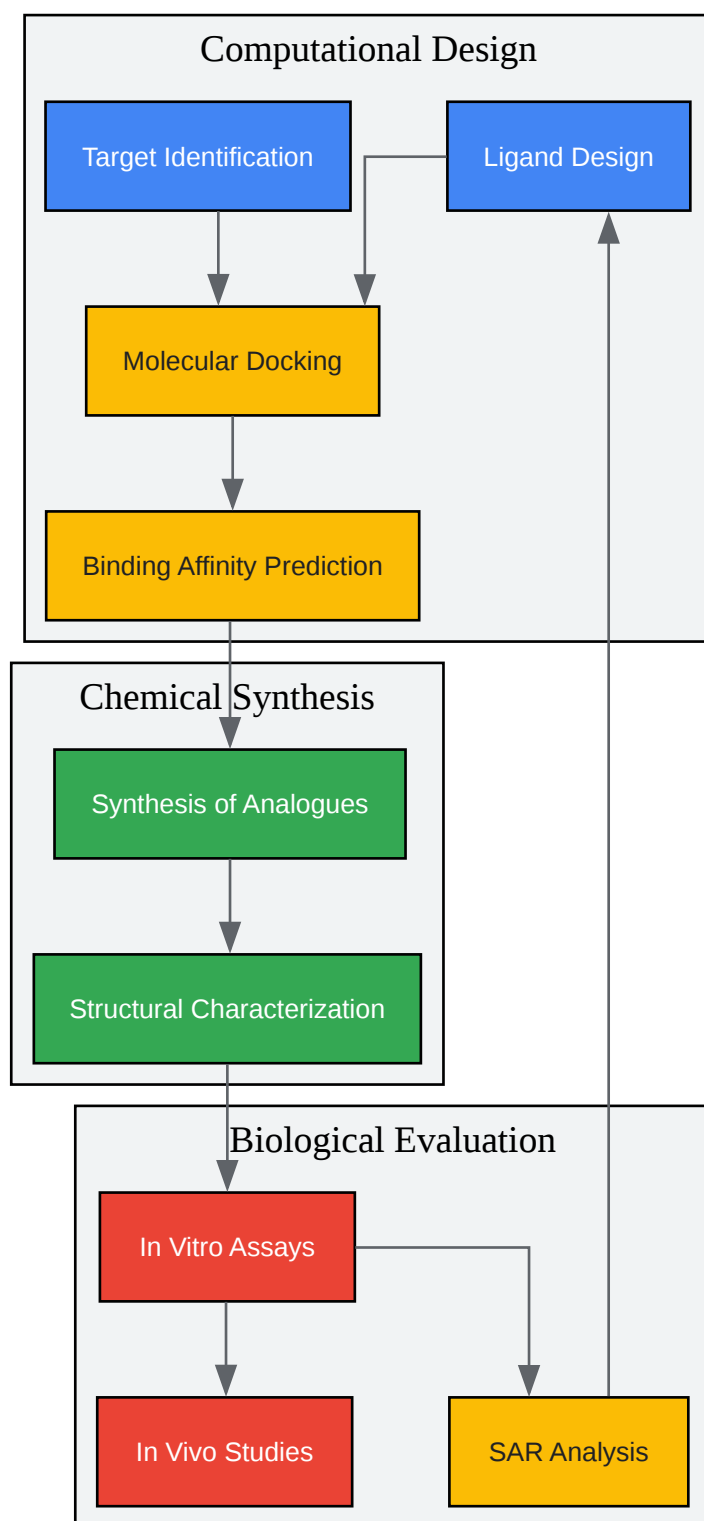 Computational Design
Target Identification
Ligand Design
Molecular Docking
Binding Affinity Prediction
Chemical Synthesis
Synthesis of Analogues
Structural Characterization
Biological Evaluation
In Vitro Assays
In Vivo Studies
SAR Analysis